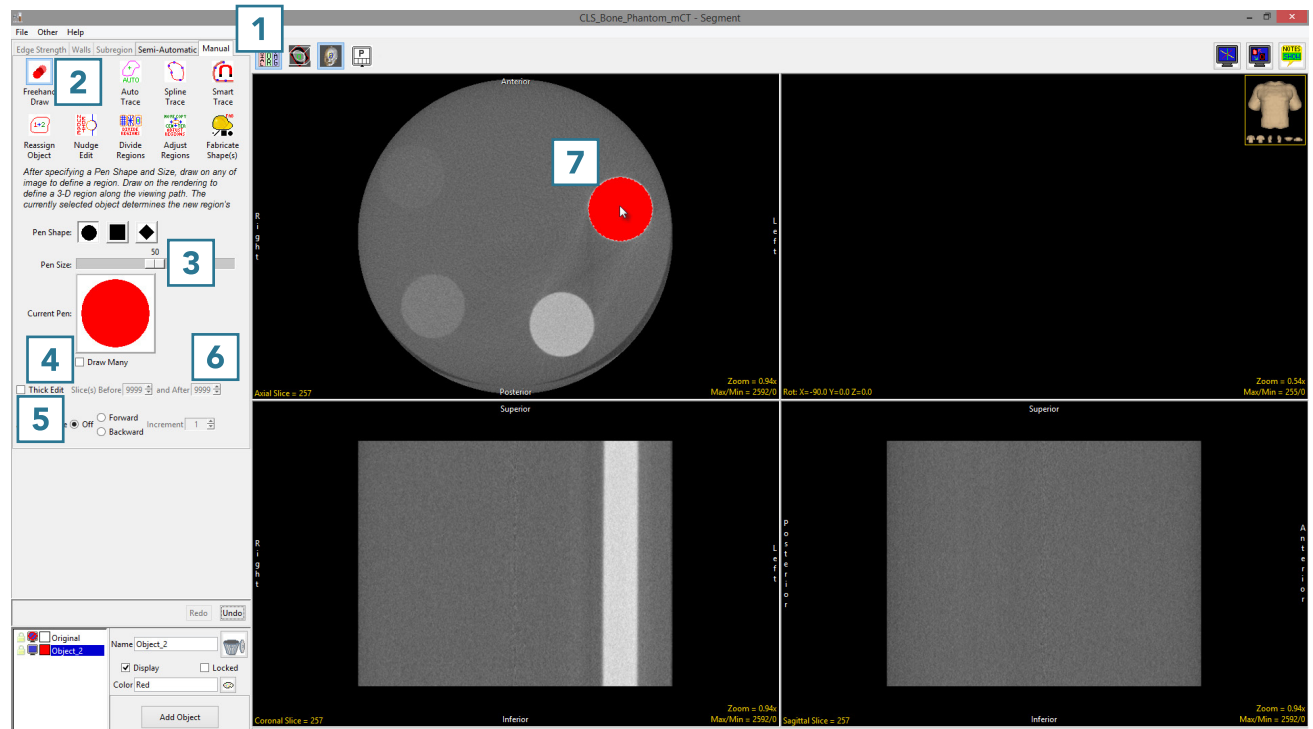 CLS_Bone_Phantom_mCT - Segment
File Other Help
1
Edge Strength Walls Subregion Semi-Automatic Manual
2
P
NOTES
SHOW
AUTO
Freehand
Draw
Auto
Trace
Spline
Trace
Smart
Trace
1+2
DIVIDE
REGIONS
ADJUST
REGIONS
Reassign
Object
Nudge
Edit
Divide
Regions
Adjust
Regions
Fabricate
Shape(s)
After specifying a Pen Shape and Size, draw on any of
image to define a region. Draw on the rendering to
define a 3-D region along the viewing path. The
currently selected object determines the new region's
Pen Shape:
50
Pen Size:
3
Current Pen:
4
Draw Many
6
Thick Edit Slice(s) Before 9999 and After 9999
5
e Off Forward
Backward
Increment 1
Redo Undo
Original
Object_2
Name Object_2
Display Locked
Color Red
Add Object
Anterior
7
Right
Left
Posterior
Axial Slice = 257
Zoom = 0.94x
Max/Min = 2592/0
Rot: X=-90.0 Y=0.0 Z=0.0
Zoom = 0.54x
Max/Min = 255/0
Superior
Right
Left
Inferior
Coronal Slice = 257
Zoom = 0.94x
Max/Min = 2592/0
Superior
Posterior
Anterior
Inferior
Sagittal Slice = 257
Zoom = 0.94x
Max/Min = 2592/0